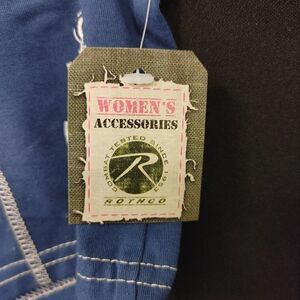 WOMEN'S
ACCESSORIES
COMBAT TESTED SINCE 1953
R
ROTHCO